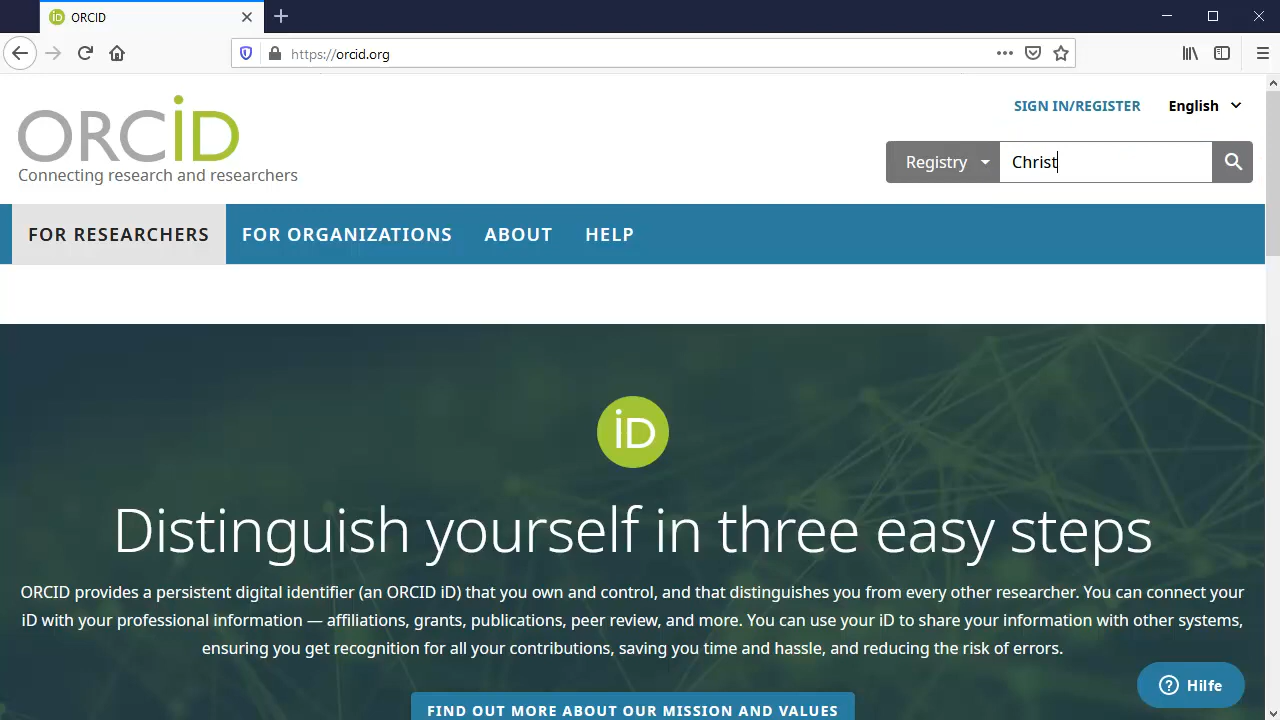 ORCID
https://orcid.org
ORCID
Connecting research and researchers
SIGN IN/REGISTER
English
Registry
Christ
FOR RESEARCHERS
FOR ORGANIZATIONS
ABOUT
HELP
iD
Distinguish yourself in three easy steps
ORCID provides a persistent digital identifier (an ORCID iD) that you own and control, and that distinguishes you from every other researcher. You can connect your
iD with your professional information — affiliations, grants, publications, peer review, and more. You can use your iD to share your information with other systems,
ensuring you get recognition for all your contributions, saving you time and hassle, and reducing the risk of errors.
Hilfe
FIND OUT MORE ABOUT OUR MISSION AND VALUES